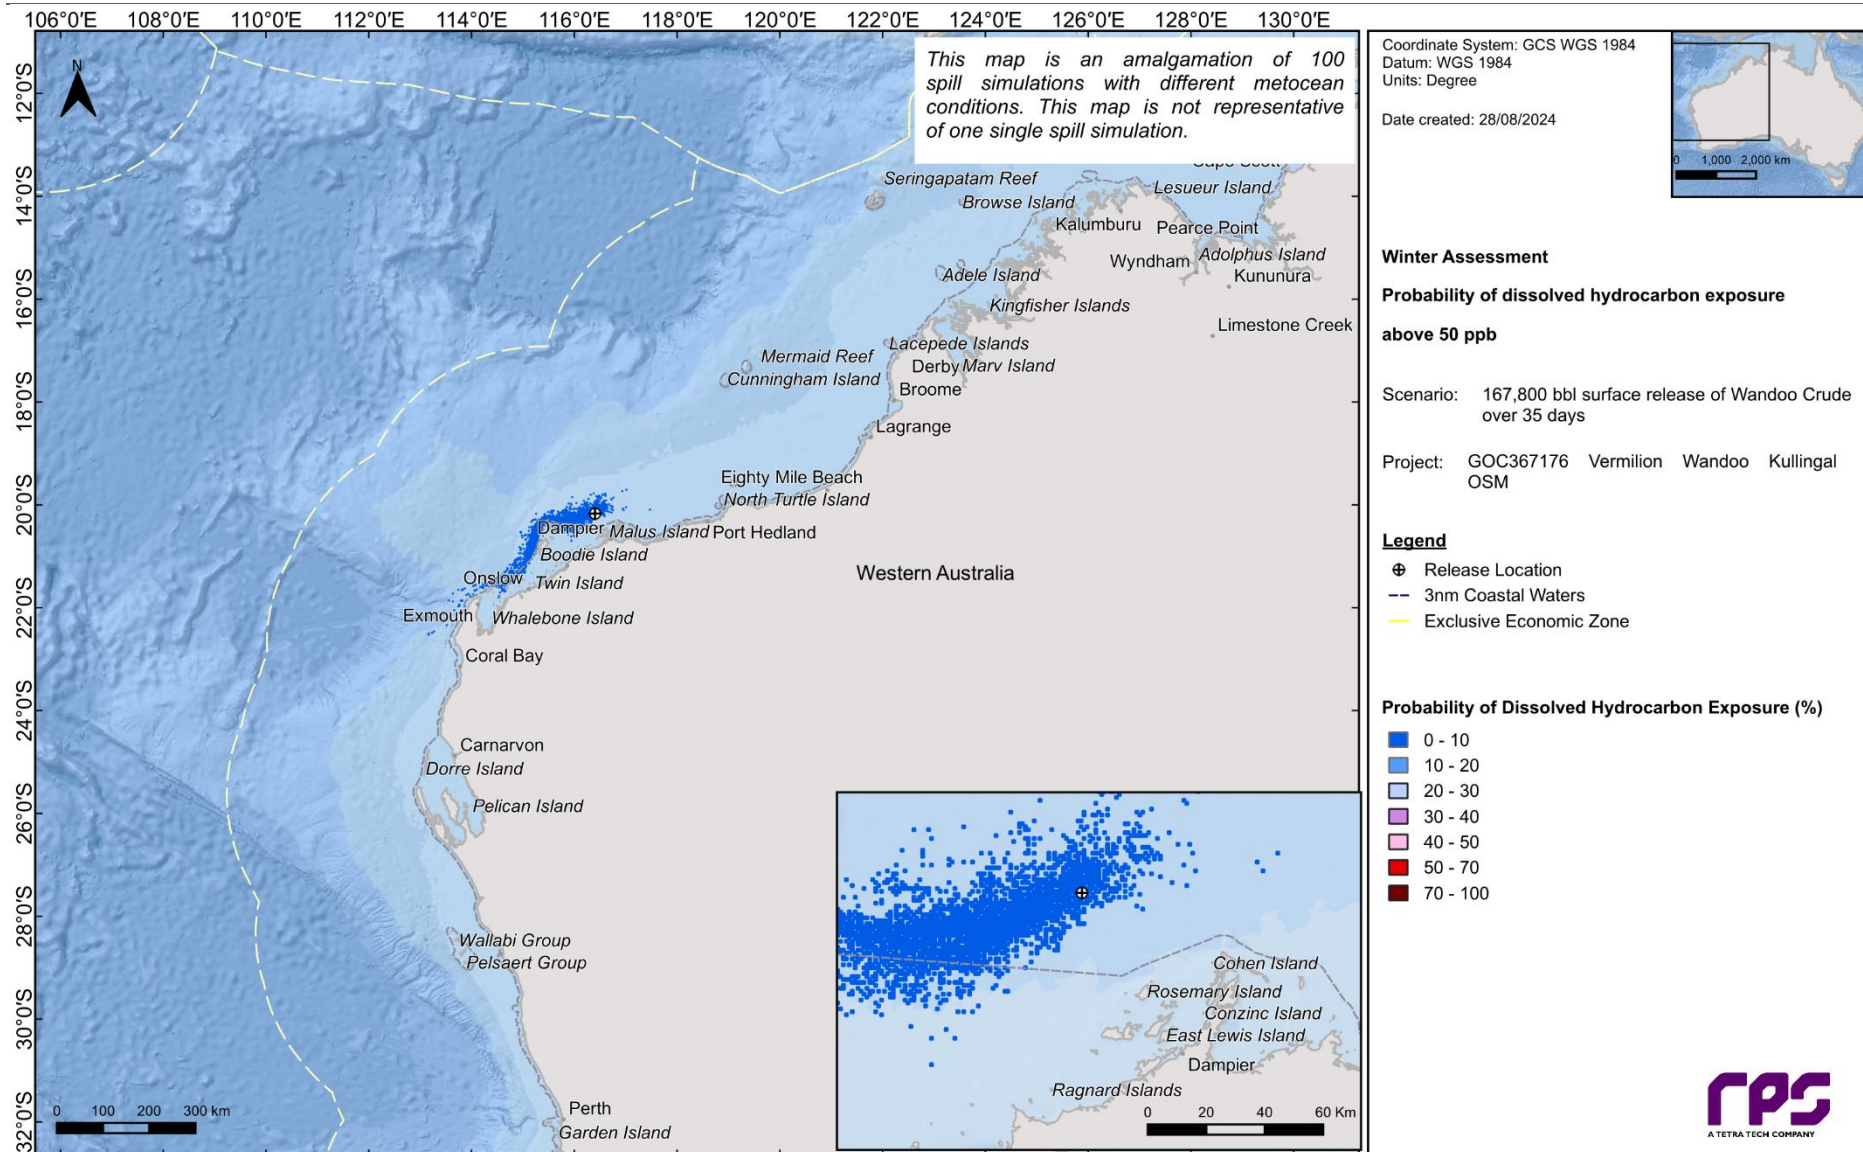 106°0'E 108°0'E 110°0'E 112°0'E 114°0'E 116°0'E 118°0'E 120°0'E 122°0'E 124°0'E 126°0'E 128°0'E 130°0'E
12°0'S
14°0'S
16°0'S
18°0'S
20°0'S
22°0'S
24°0'S
26°0'S
28°0'S
30°0'S
32°0'S
N
This map is an amalgamation of 100
spill simulations with different metocean
conditions. This map is not representative
of one single spill simulation.
Seringapatam Reef
Browse Island
Lesueur Island
Kalumburu
Pearce Point
Wyndham
Adolphus Island
Kununura
Adele Island
Kingfisher Islands
Limestone Creek
Lacepede Islands
Mermaid Reef
Derby
Marv Island
Cunningham Island
Broome
Lagrange
Eighty Mile Beach
North Turtle Island
Dampier
Malus Island
Port Hedland
Boodie Island
Western Australia
Onslow
Twin Island
Exmouth
Whalebone Island
Coral Bay
Carnarvon
Dorre Island
Pelican Island
Wallabi Group
Pelsaert Group
Perth
Garden Island
0 100 200 300 km
Cohen Island
Rosemary Island
Conzinc Island
East Lewis Island
Dampier
Ragnard Islands
0 20 40 60 Km
Coordinate System: GCS WGS 1984
Datum: WGS 1984
Units: Degree
Date created: 28/08/2024
0 1,000 2,000 km
Winter Assessment
Probability of dissolved hydrocarbon exposure
above 50 ppb
Scenario: 167,800 bbl surface release of Wandoo Crude
over 35 days
Project: GOC367176 Vermilion Wandoo Kullingal
OSM
Legend
Release Location
3nm Coastal Waters
Exclusive Economic Zone
Probability of Dissolved Hydrocarbon Exposure (%)
0 - 10
10 - 20
20 - 30
30 - 40
40 - 50
50 - 70
70 - 100
rps
A TETRA TECH COMPANY